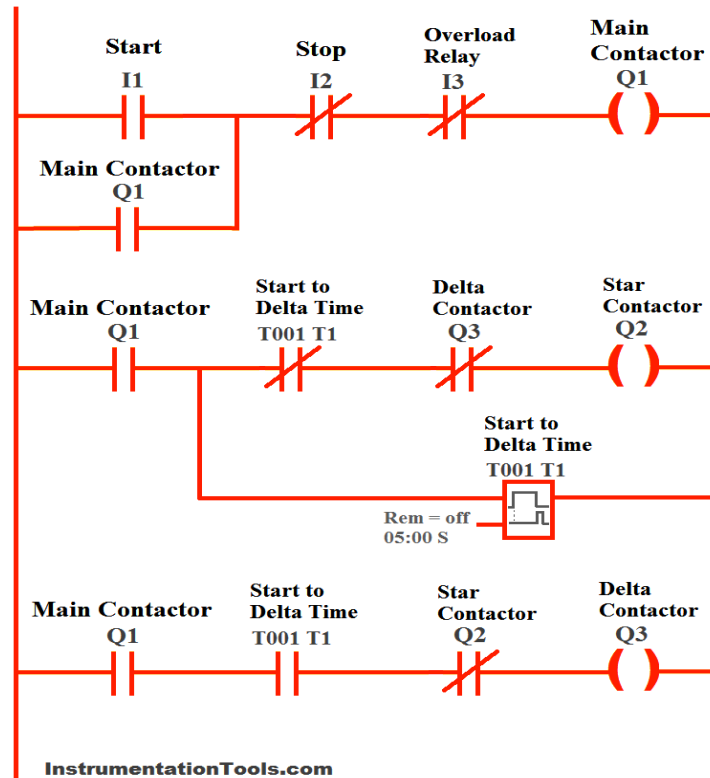 Start
I1
Stop
I2
Overload
Relay
I3
Main
Contactor
Q1
Main Contactor
Q1
Main Contactor
Q1
Start to
Delta Time
T001 T1
Delta
Contactor
Q3
Star
Contactor
Q2
Start to
Delta Time
T001 T1
Rem = off
05:00 S
Main Contactor
Q1
Start to
Delta Time
T001 T1
Star
Contactor
Q2
Delta
Contactor
Q3
InstrumentationTools.com